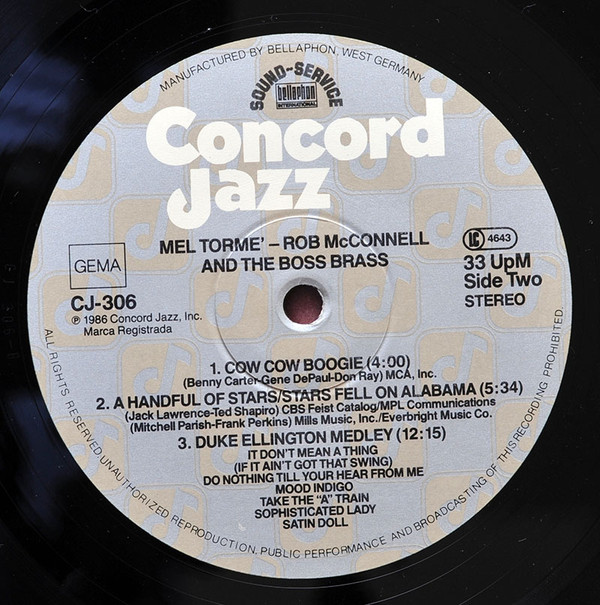 MANUFACTURED BY BELLAPHON, WEST GERMANY
SOUND-SERVICE
bellaphon
INTERNATIONAL
Concord
Jazz
MEL TORME' – ROB McCONNELL
AND THE BOSS BRASS
GEMA
LC 4643
33 UpM
Side Two
STEREO
CJ-306
℗ 1986 Concord Jazz, Inc.
Marca Registrada
1. COW COW BOOGIE (4:00)
(Benny Carter-Gene DePaul-Don Ray) MCA, Inc.
2. A HANDFUL OF STARS/STARS FELL ON ALABAMA (5:34)
(Jack Lawrence-Ted Shapiro) CBS Feist Catalog/MPL Communications
(Mitchell Parish-Frank Perkins) Mills Music, Inc./Everbright Music Co.
3. DUKE ELLINGTON MEDLEY (12:15)
IT DON'T MEAN A THING
(IF IT AIN'T GOT THAT SWING)
DO NOTHING TILL YOUR HEAR FROM ME
MOOD INDIGO
TAKE THE "A" TRAIN
SOPHISTICATED LADY
SATIN DOLL
ALL RIGHTS RESERVED. UNAUTHORIZED REPRODUCTION, PUBLIC PERFORMANCE AND BROADCASTING OF THIS RECORDING PROHIBITED.